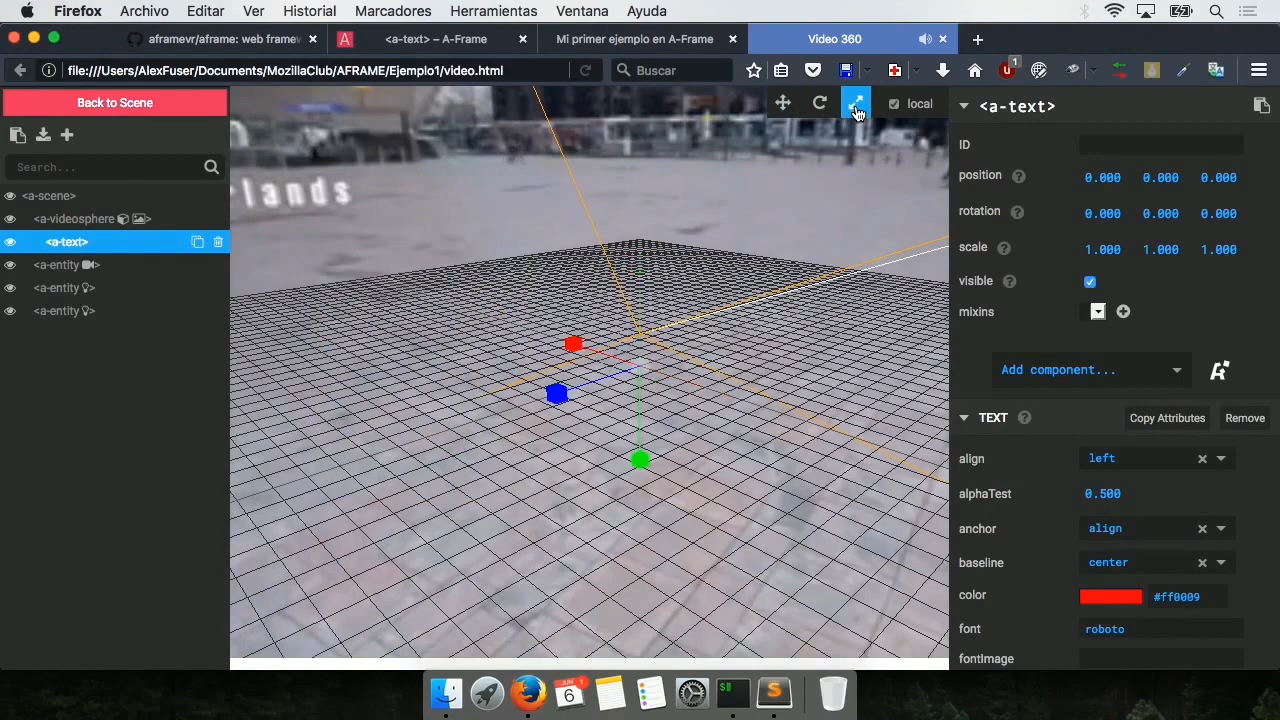 Firefox Archivo Editar Ver Historial Marcadores Herramientas Ventana Ayuda
aframevr/aframe: web framew
<a-text> – A-Frame
Mi primer ejemplo en A-Frame
Video 360
file:///Users/AlexFuser/Documents/MozillaClub/AFRAME/Ejemplo1/video.html
Buscar
1
Back to Scene
local
<a-text>
Search...
ID
<a-scene>
position 0.000 0.000 0.000
<a-videosphere >
rotation 0.000 0.000 0.000
<a-text>
scale 1.000 1.000 1.000
<a-entity >
visible
<a-entity >
mixins
<a-entity >
rlands
Add component...
TEXT Copy Attributes Remove
align left
alphaTest 0.500
anchor align
baseline center
color #ff0009
font roboto
fontImage
JUN
6
$
S